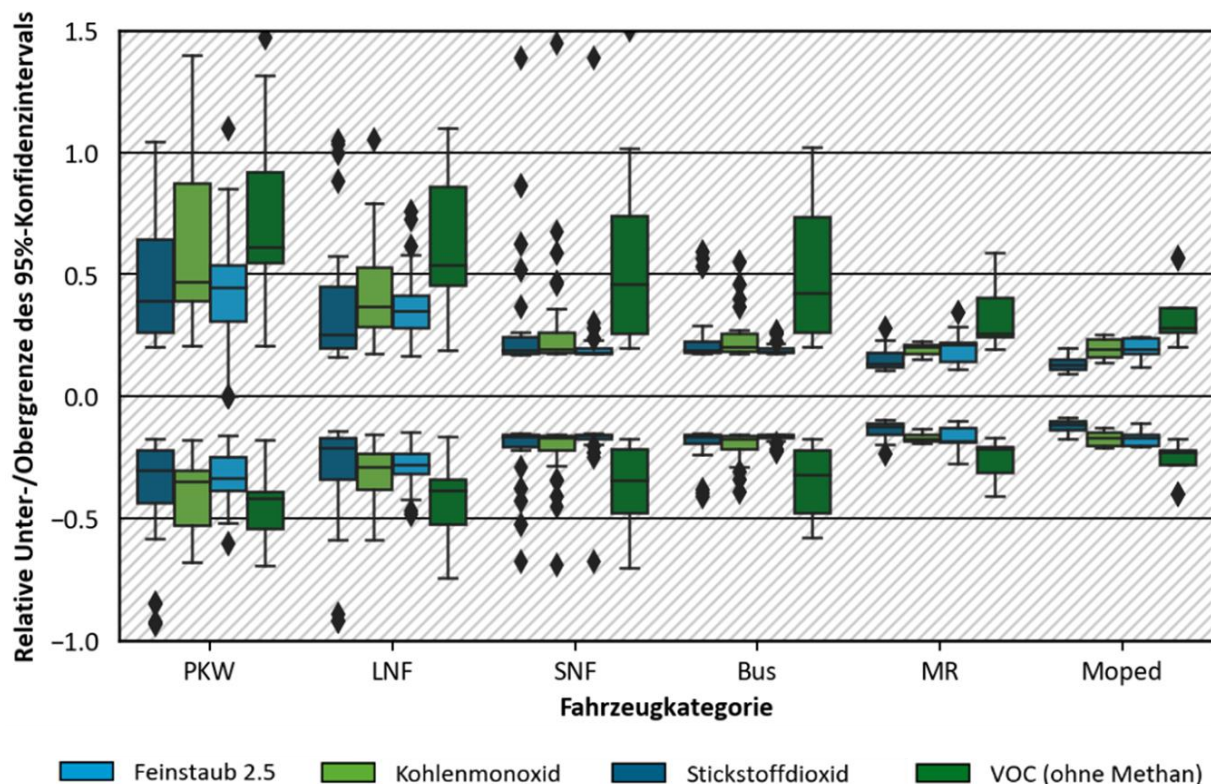 Relative Unter-/Obergrenze des 95%-Konfidenzintervals
1.5
1.0
0.5
0.0
−0.5
−1.0
PKW LNF SNF Bus MR Moped
Fahrzeugkategorie
Feinstaub 2.5 Kohlenmonoxid Stickstoffdioxid VOC (ohne Methan)